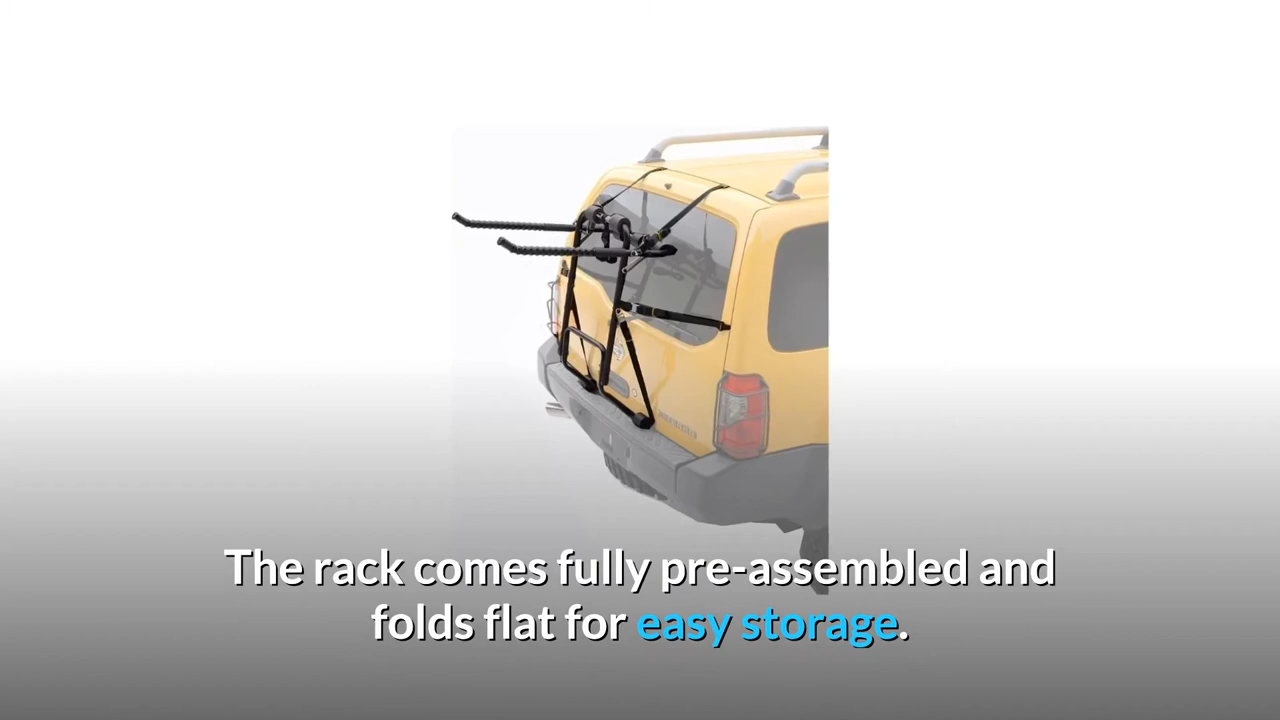 The rack comes fully pre-assembled and
folds flat for easy storage.